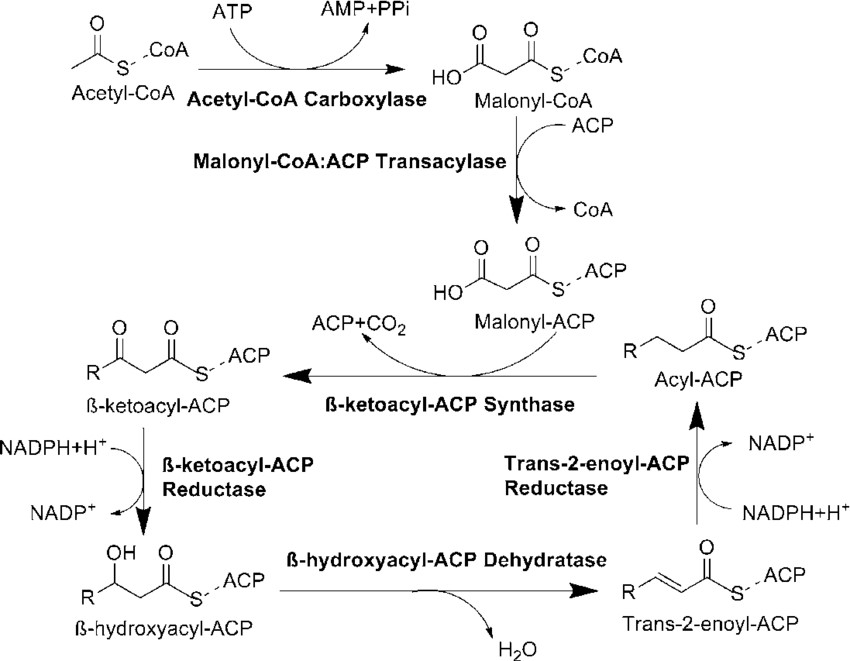 ATP
AMP+PPi
O
S
CoA
Acetyl-CoA
Acetyl-CoA Carboxylase
O
O
HO
S
CoA
Malonyl-CoA
ACP
Malonyl-CoA:ACP Transacylase
CoA
O
O
HO
S
ACP
Malonyl-ACP
ACP+CO₂
O
O
R
S
ACP
ß-ketoacyl-ACP
ß-ketoacyl-ACP Synthase
O
R
S
ACP
Acyl-ACP
NADPH+H⁺
NADP⁺
ß-ketoacyl-ACP
Reductase
Trans-2-enoyl-ACP
Reductase
NADP⁺
NADPH+H⁺
OH
O
R
S
ACP
ß-hydroxyacyl-ACP
ß-hydroxyacyl-ACP Dehydratase
H₂O
O
R
S
ACP
Trans-2-enoyl-ACP